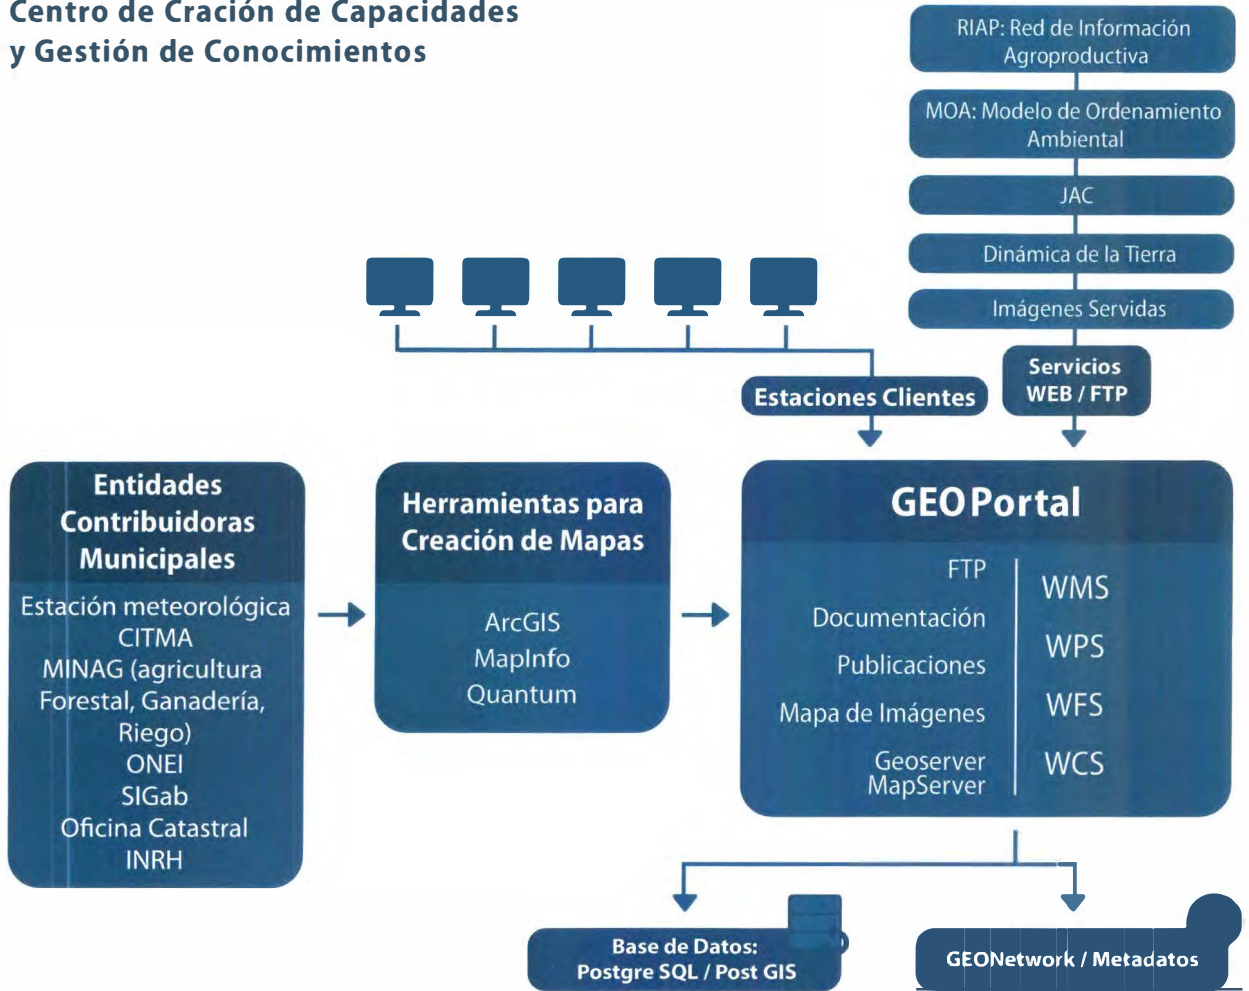 Centro de Cración de Capacidades
y Gestión de Conocimientos
RIAP: Red de Información
Agroproductiva
MOA: Modelo de Ordenamiento
Ambiental
JAC
Dinámica de la Tierra
Imágenes Servidas
Servicios
WEB / FTP
Estaciones Clientes
Entidades
Contribuidoras
Municipales
Estación meteorológica
CITMA
MINAG (agricultura
Forestal, Ganadería,
Riego)
ONEI
SIGab
Oficina Catastral
INRH
Herramientas para
Creación de Mapas
ArcGIS
MapInfo
Quantum
GEOPortal
FTP
Documentación
Publicaciones
Mapa de Imágenes
Geoserver
MapServer
WMS
WPS
WFS
WCS
Base de Datos:
Postgre SQL / Post GIS
GEONetwork / Metadatos